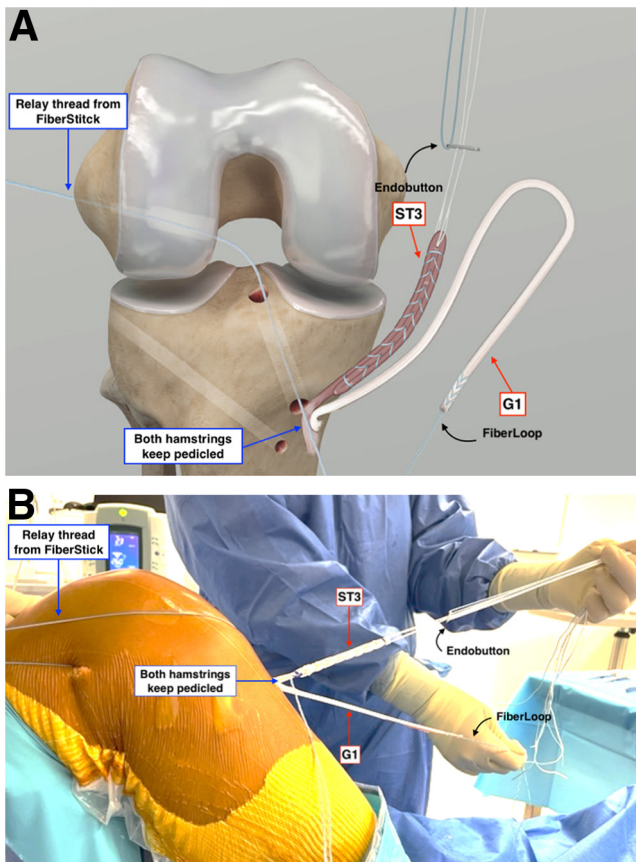 A
Relay thread from
FiberStitck
Endobutton
ST3
G1
FiberLoop
Both hamstrings
keep pedicled
B
Relay thread
from FiberStick
ST3
Endobutton
Both hamstrings
keep pedicled
FiberLoop
G1